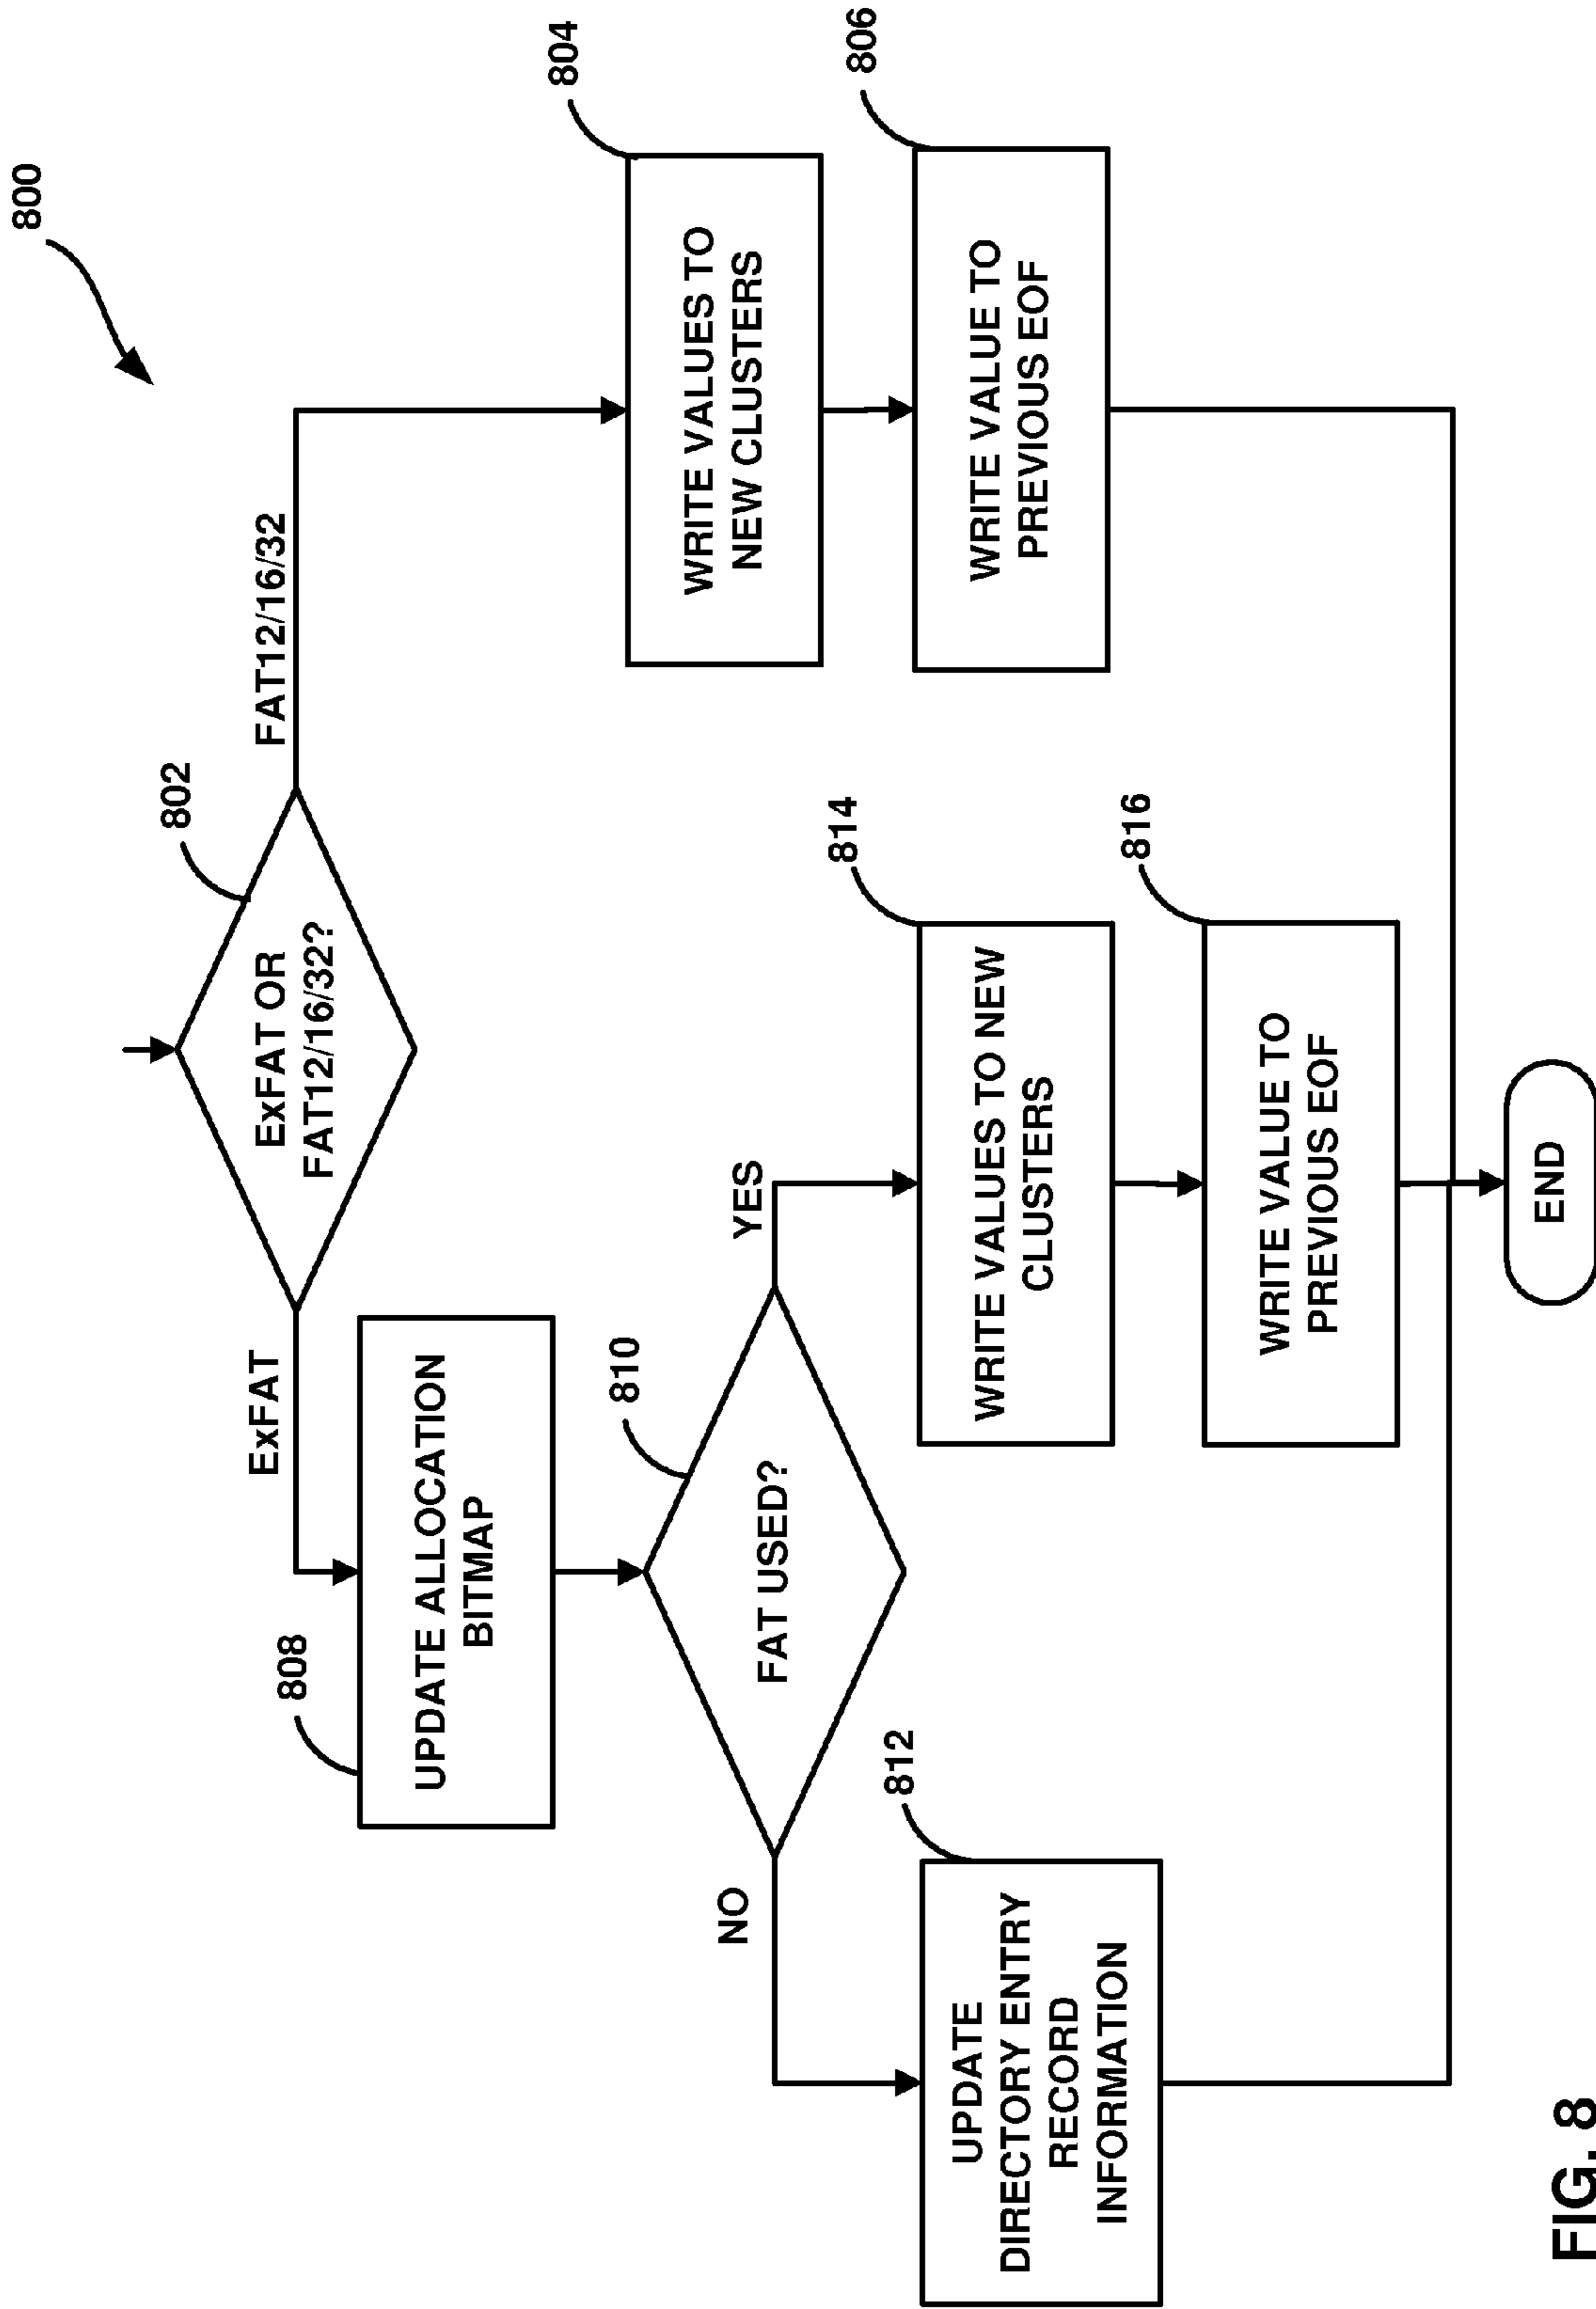 800
802
ExFAT OR
FAT12/16/32?
ExFAT
FAT12/16/32
808
UPDATE ALLOCATION
BITMAP
804
WRITE VALUES TO
NEW CLUSTERS
810
FAT USED?
NO
YES
806
WRITE VALUE TO
PREVIOUS EOF
812
UPDATE
DIRECTORY ENTRY
RECORD
INFORMATION
814
WRITE VALUES TO NEW
CLUSTERS
816
WRITE VALUE TO
PREVIOUS EOF
END
FIG. 8